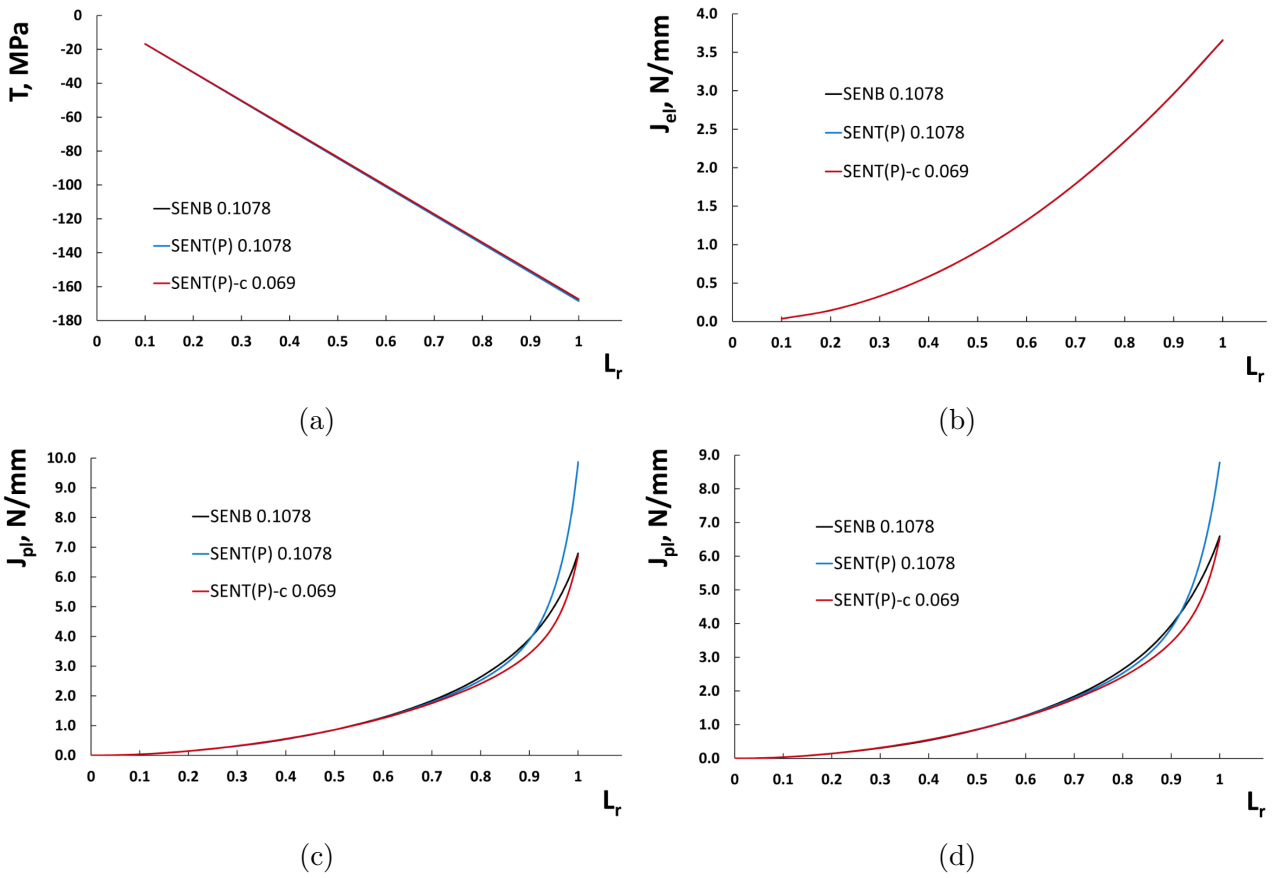 T, MPa
0
-20
-40
-60
-80
-100
-120
-140
-160
-180
SENB 0.1078
SENT(P) 0.1078
SENT(P)-c 0.069
0 0.1 0.2 0.3 0.4 0.5 0.6 0.7 0.8 0.9 1
Lr
(a)
Jel, N/mm
4.0
3.5
3.0
2.5
2.0
1.5
1.0
0.5
0.0
SENB 0.1078
SENT(P) 0.1078
SENT(P)-c 0.069
0 0.1 0.2 0.3 0.4 0.5 0.6 0.7 0.8 0.9 1
Lr
(b)
Jpl, N/mm
10.0
9.0
8.0
7.0
6.0
5.0
4.0
3.0
2.0
1.0
0.0
SENB 0.1078
SENT(P) 0.1078
SENT(P)-c 0.069
0 0.1 0.2 0.3 0.4 0.5 0.6 0.7 0.8 0.9 1
Lr
(c)
Jpl, N/mm
9.0
8.0
7.0
6.0
5.0
4.0
3.0
2.0
1.0
0.0
SENB 0.1078
SENT(P) 0.1078
SENT(P)-c 0.069
0 0.1 0.2 0.3 0.4 0.5 0.6 0.7 0.8 0.9 1
Lr
(d)